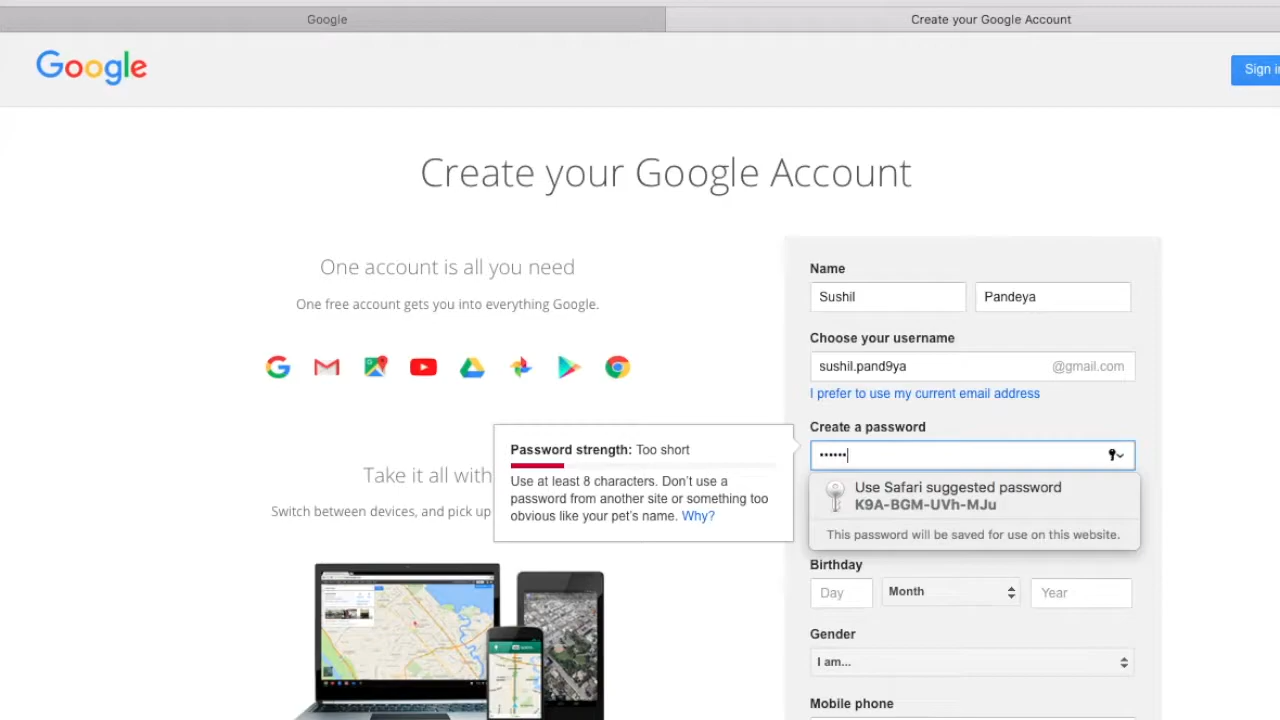 Google
Create your Google Account
Google
Sign in
Create your Google Account
One account is all you need
One free account gets you into everything Google.
Take it all with
Switch between devices, and pick up
Name
Sushil
Pandeya
Choose your username
sushil.pand9ya
@gmail.com
I prefer to use my current email address
Create a password
Password strength: Too short
Use at least 8 characters. Don't use a
password from another site or something too
obvious like your pet's name. Why?
Use Safari suggested password
K9A-BGM-UVh-MJu
This password will be saved for use on this website.
Birthday
Day
Month
Year
Gender
I am...
Mobile phone